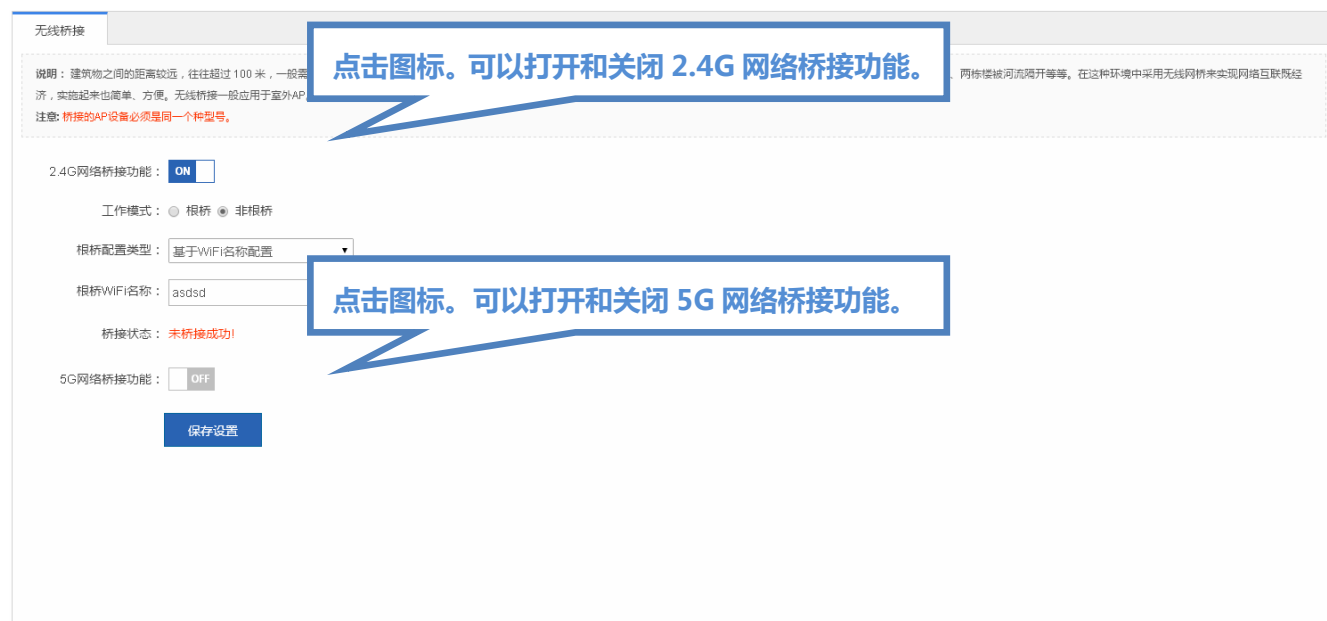 无线桥接
说明： 建筑物之间的距离较远，往往超过100 米，一般需
、两栋楼被河流隔开等等。在这种环境中采用无线网桥来实现网络互联既经
济，实施起来也简单、方便。无线桥接一般应用于室外AP
注意: 桥接的AP设备必须是同一个种型号。
点击图标。可以打开和关闭 2.4G 网络桥接功能。
2.4G网络桥接功能： ON
工作模式： 根桥 非根桥
根桥配置类型： 基于WiFi名称配置
根桥WiFi名称： asdsd
点击图标。可以打开和关闭 5G 网络桥接功能。
桥接状态： 未桥接成功!
5G网络桥接功能： OFF
保存设置